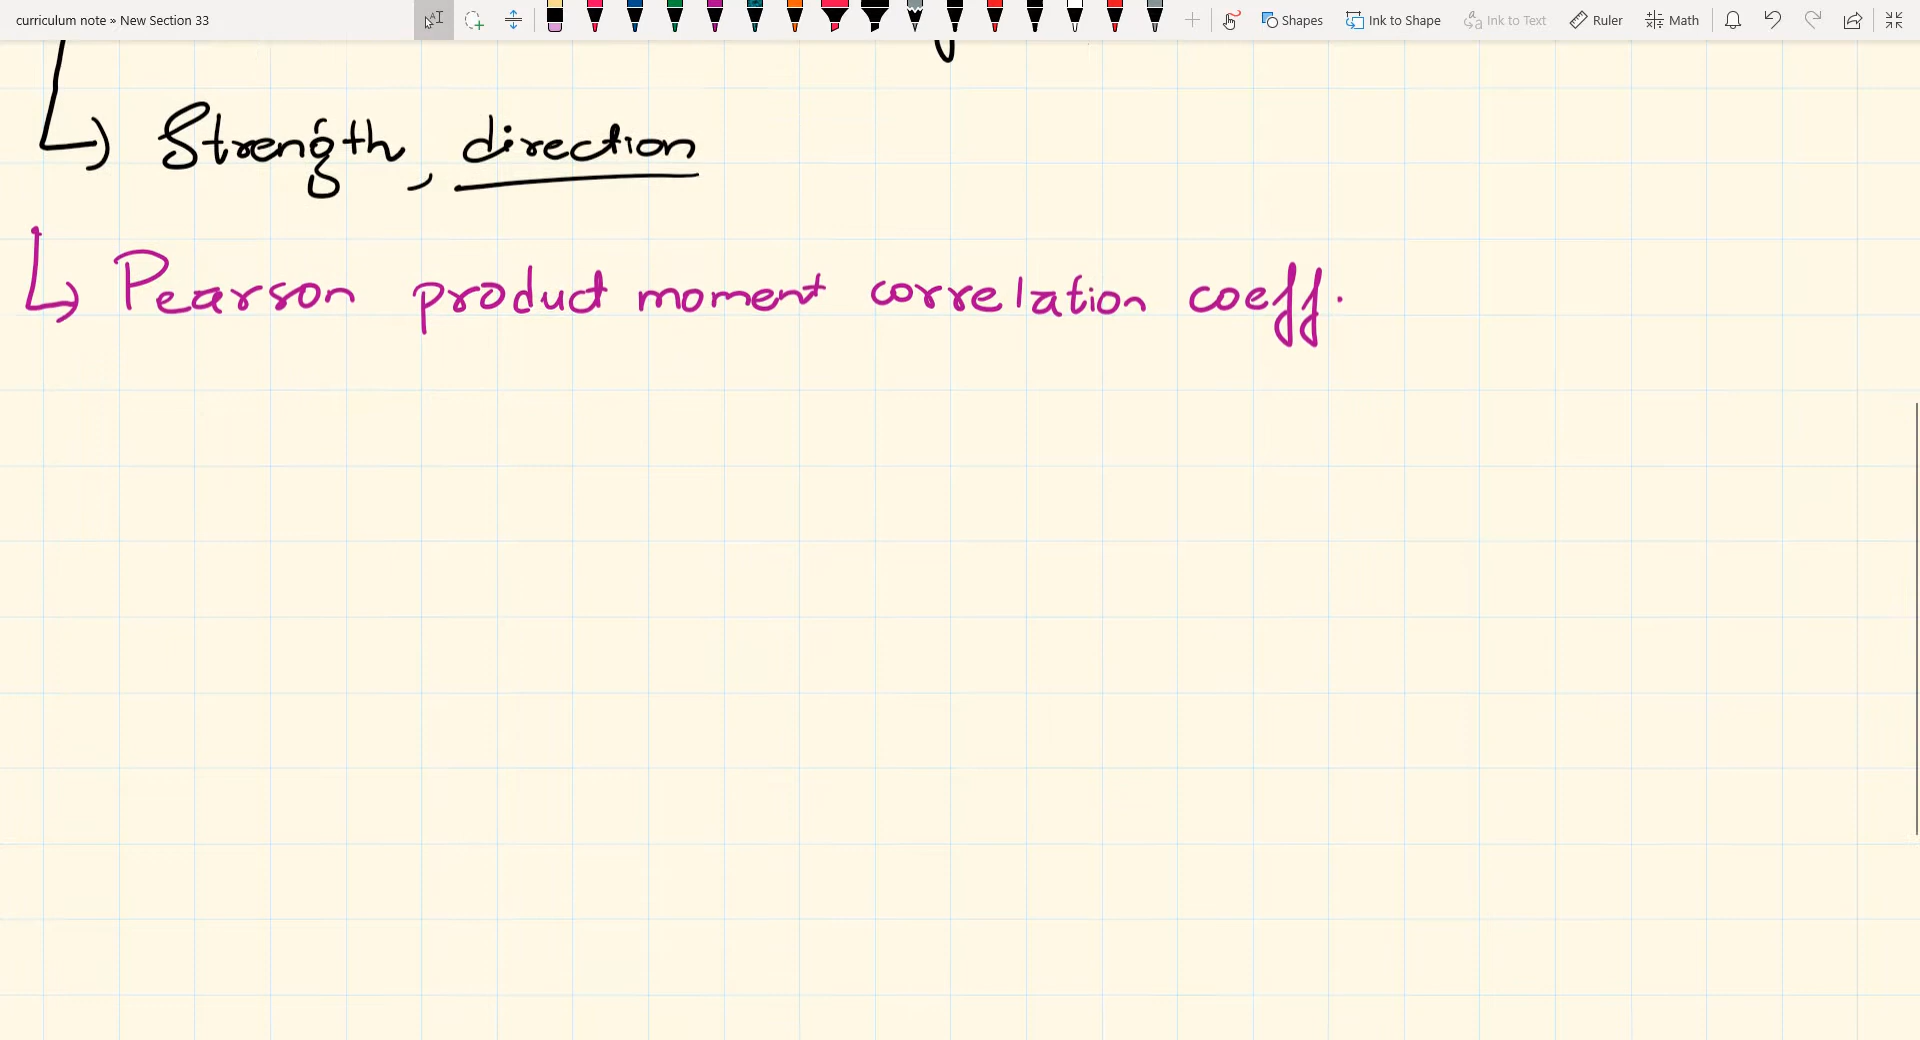 curriculum note » New Section 33 Shapes Ink to Shape Ink to Text Ruler Math
Strength, direction
Pearson product moment correlation coeff.